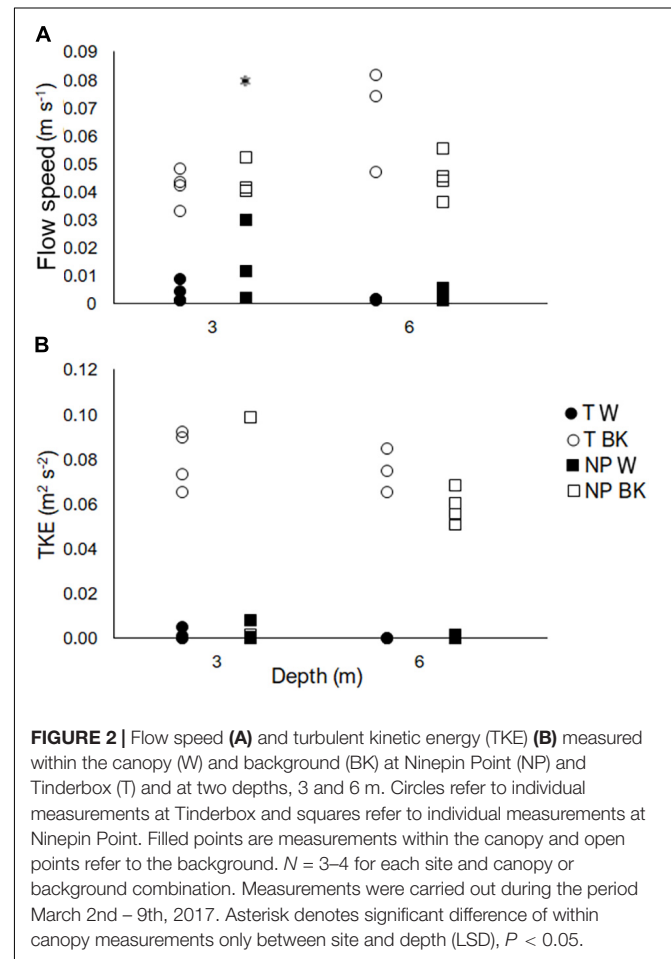 A
0.09
0.08
0.07
0.06
0.05
0.04
0.03
0.02
0.01
0
Flow speed (m s-1)
*
3
6
B
0.12
0.10
0.08
0.06
0.04
0.02
0.00
TKE (m2 s-2)
3
6
Depth (m)
T W
T BK
NP W
NP BK
FIGURE 2 | Flow speed (A) and turbulent kinetic energy (TKE) (B) measured
within the canopy (W) and background (BK) at Ninepin Point (NP) and
Tinderbox (T) and at two depths, 3 and 6 m. Circles refer to individual
measurements at Tinderbox and squares refer to individual measurements at
Ninepin Point. Filled points are measurements within the canopy and open
points refer to the background. N = 3–4 for each site and canopy or
background combination. Measurements were carried out during the period
March 2nd – 9th, 2017. Asterisk denotes significant difference of within
canopy measurements only between site and depth (LSD), P < 0.05.